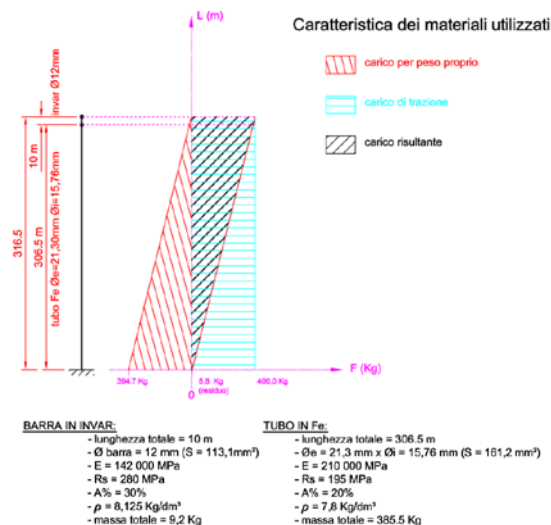 L (m)
Caratteristica dei materiali utilizzati
carico per peso proprio
carico di trazione
carico risultante
invar Ø12mm
10 m
316.5
306.5 m
tubo Fe Øe=21,30mm Øi=15,76mm
F (Kg)
394.7 Kg
0
5.8 Kg
(residuo)
400,0 Kg
BARRA IN INVAR:
- lunghezza totale = 10 m
- Ø barra = 12 mm (S = 113,1mm²)
- E = 142 000 MPa
- Rs = 280 MPa
- A% = 30%
- ρ = 8,125 Kg/dm³
- massa totale = 9,2 Kg
TUBO IN Fe:
- lunghezza totale = 306.5 m
- Øe = 21,3 mm x Øi = 15,76 mm (S = 161,2 mm²)
- E = 210 000 MPa
- Rs = 195 MPa
- A% = 20%
- ρ = 7,8 Kg/dm³
- massa totale = 385.5 Kg